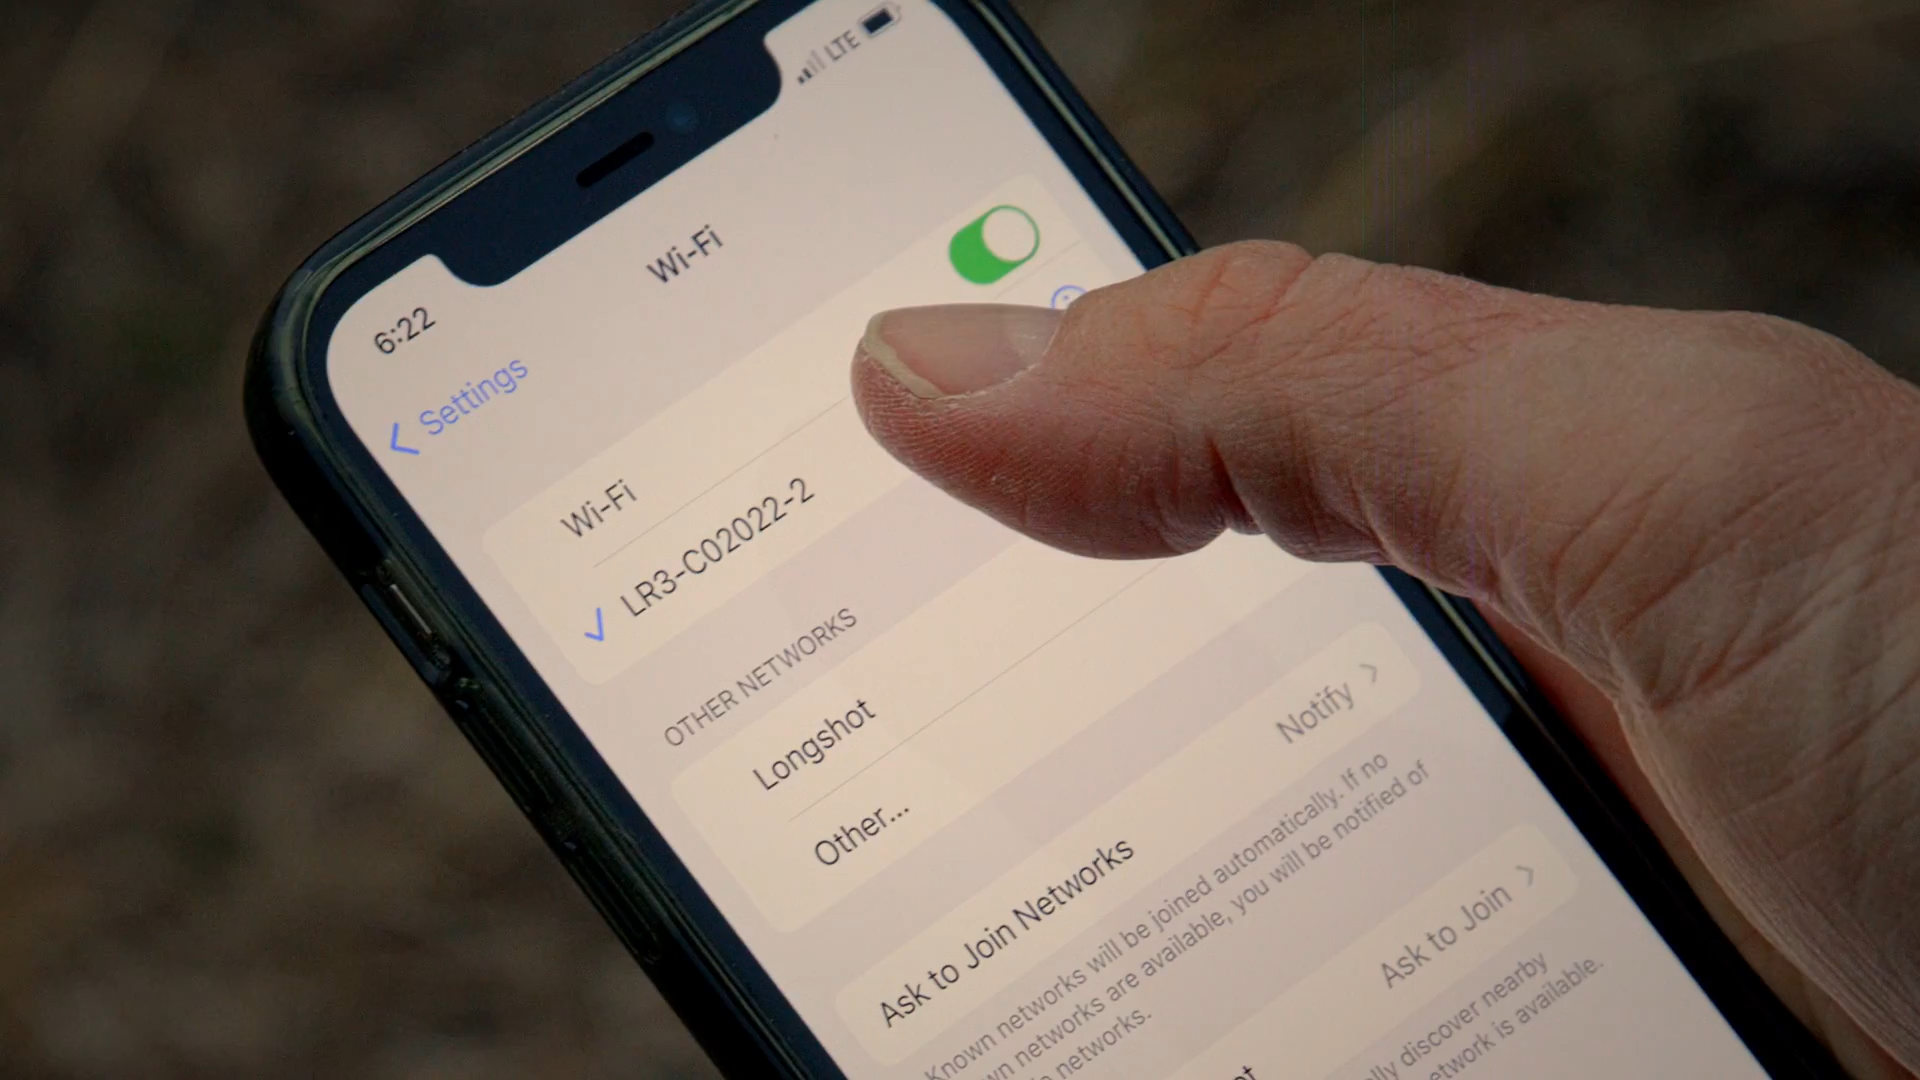 LTE
6:22
Wi-Fi
Settings
Wi-Fi
LR3-C02022-2
OTHER NETWORKS
Longshot
Other...
Ask to Join Networks
Notify
Known networks will be joined automatically. If no
wn networks are available, you will be notified of
networks.
Ask to Join
discover nearby
network is available.